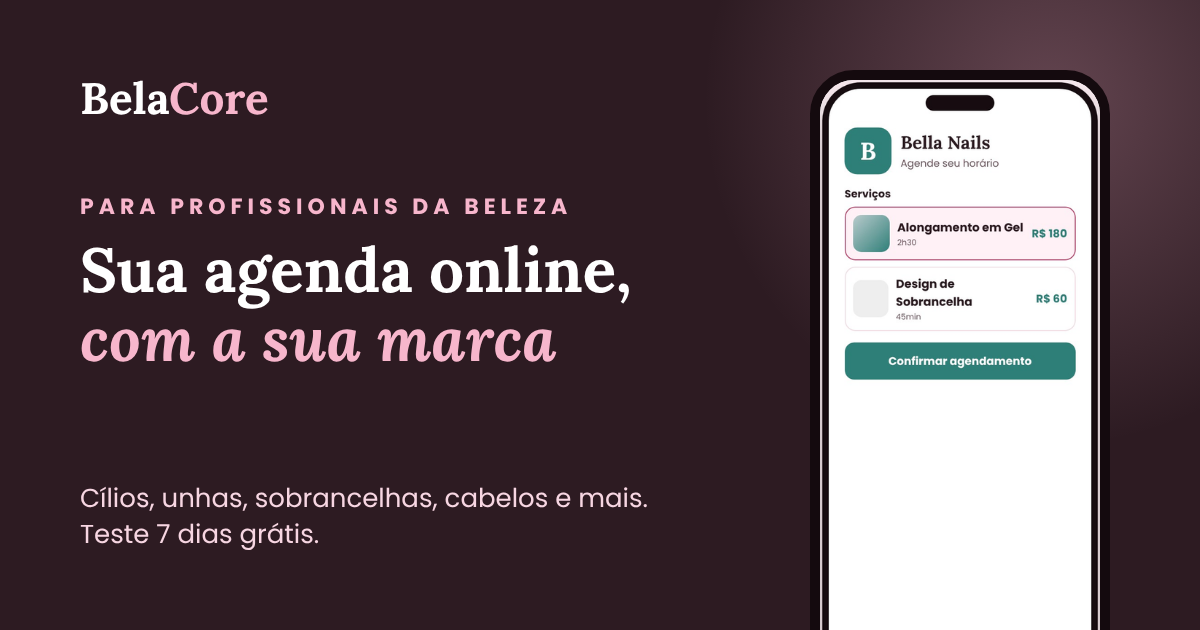 BelaCore
PARA PROFISSIONAIS DA BELEZA
Sua agenda online,
com a sua marca
Cílios, unhas, sobrancelhas, cabelos e mais.
Teste 7 dias grátis.
B
Bella Nails
Agende seu horário
Serviços
Alongamento em Gel
2h30
R$ 180
Design de
Sobrancelha
45min
R$ 60
Confirmar agendamento